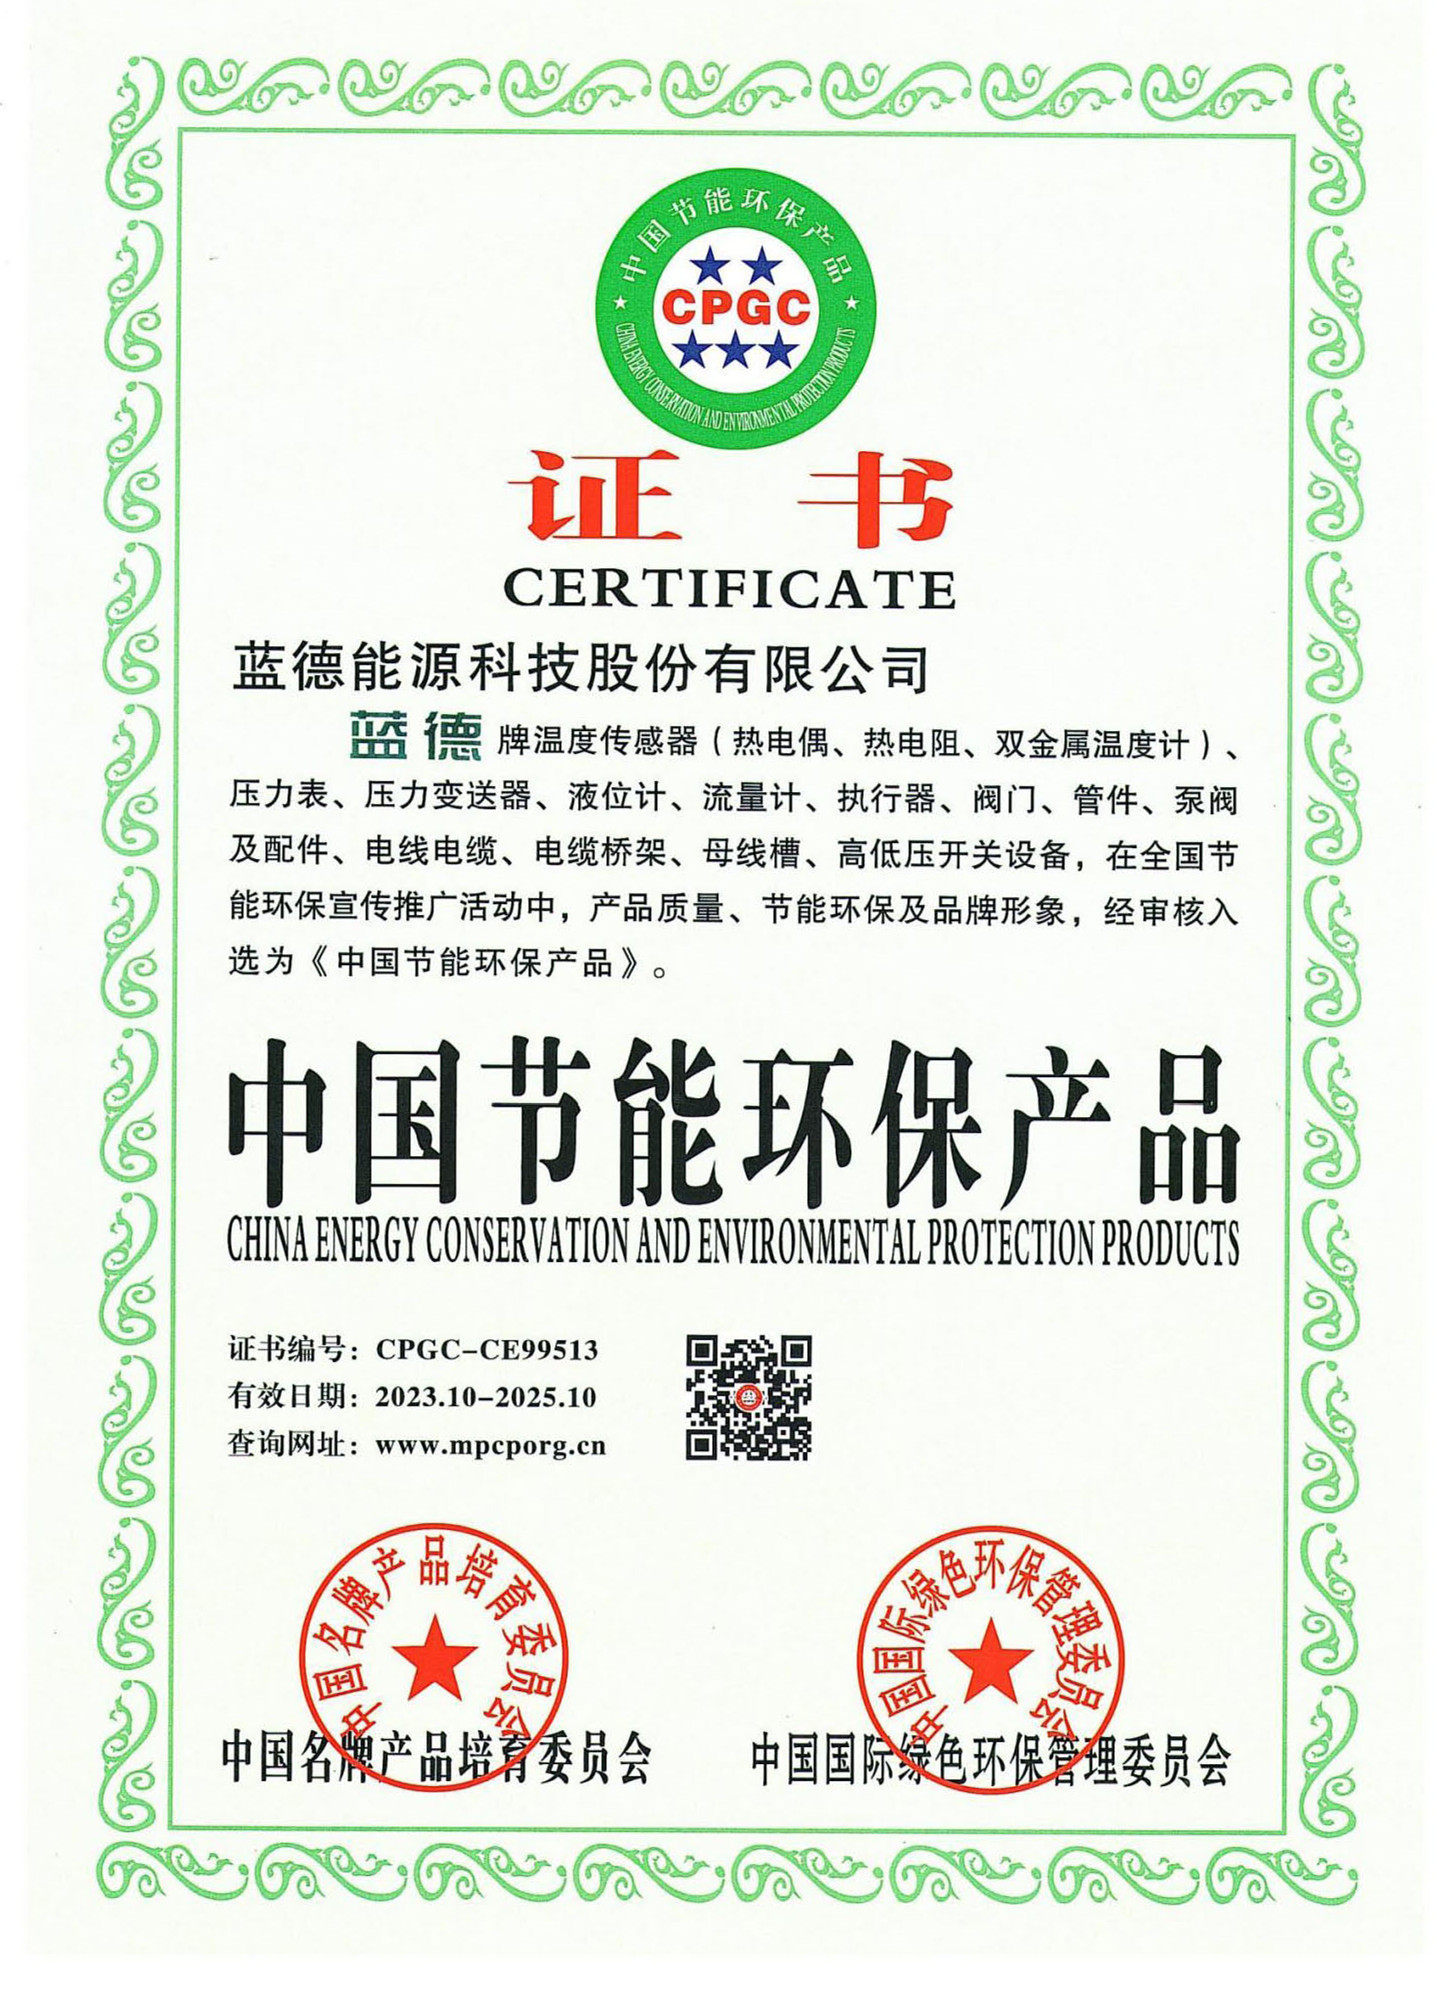 中国节能环保产品
CPGC
CHINA ENERGY CONSERVATION AND ENVIRONMENTAL PROTECTION PRODUCTS
证书
CERTIFICATE
蓝德能源科技股份有限公司
蓝德牌温度传感器（热电偶、热电阻、双金属温度计）、
压力表、压力变送器、液位计、流量计、执行器、阀门、管件、泵阀
及配件、电线电缆、电缆桥架、母线槽、高低压开关设备，在全国节
能环保宣传推广活动中，产品质量、节能环保及品牌形象，经审核入
选为《中国节能环保产品》。
中国节能环保产品
CHINA ENERGY CONSERVATION AND ENVIRONMENTAL PROTECTION PRODUCTS
证书编号：CPGC-CE99513
有效日期：2023.10-2025.10
查询网址：www.mpcporg.cn
中国名牌产品培育委员会
中国国际绿色环保管理委员会
中国名牌产品培育委员会
中国国际绿色环保管理委员会